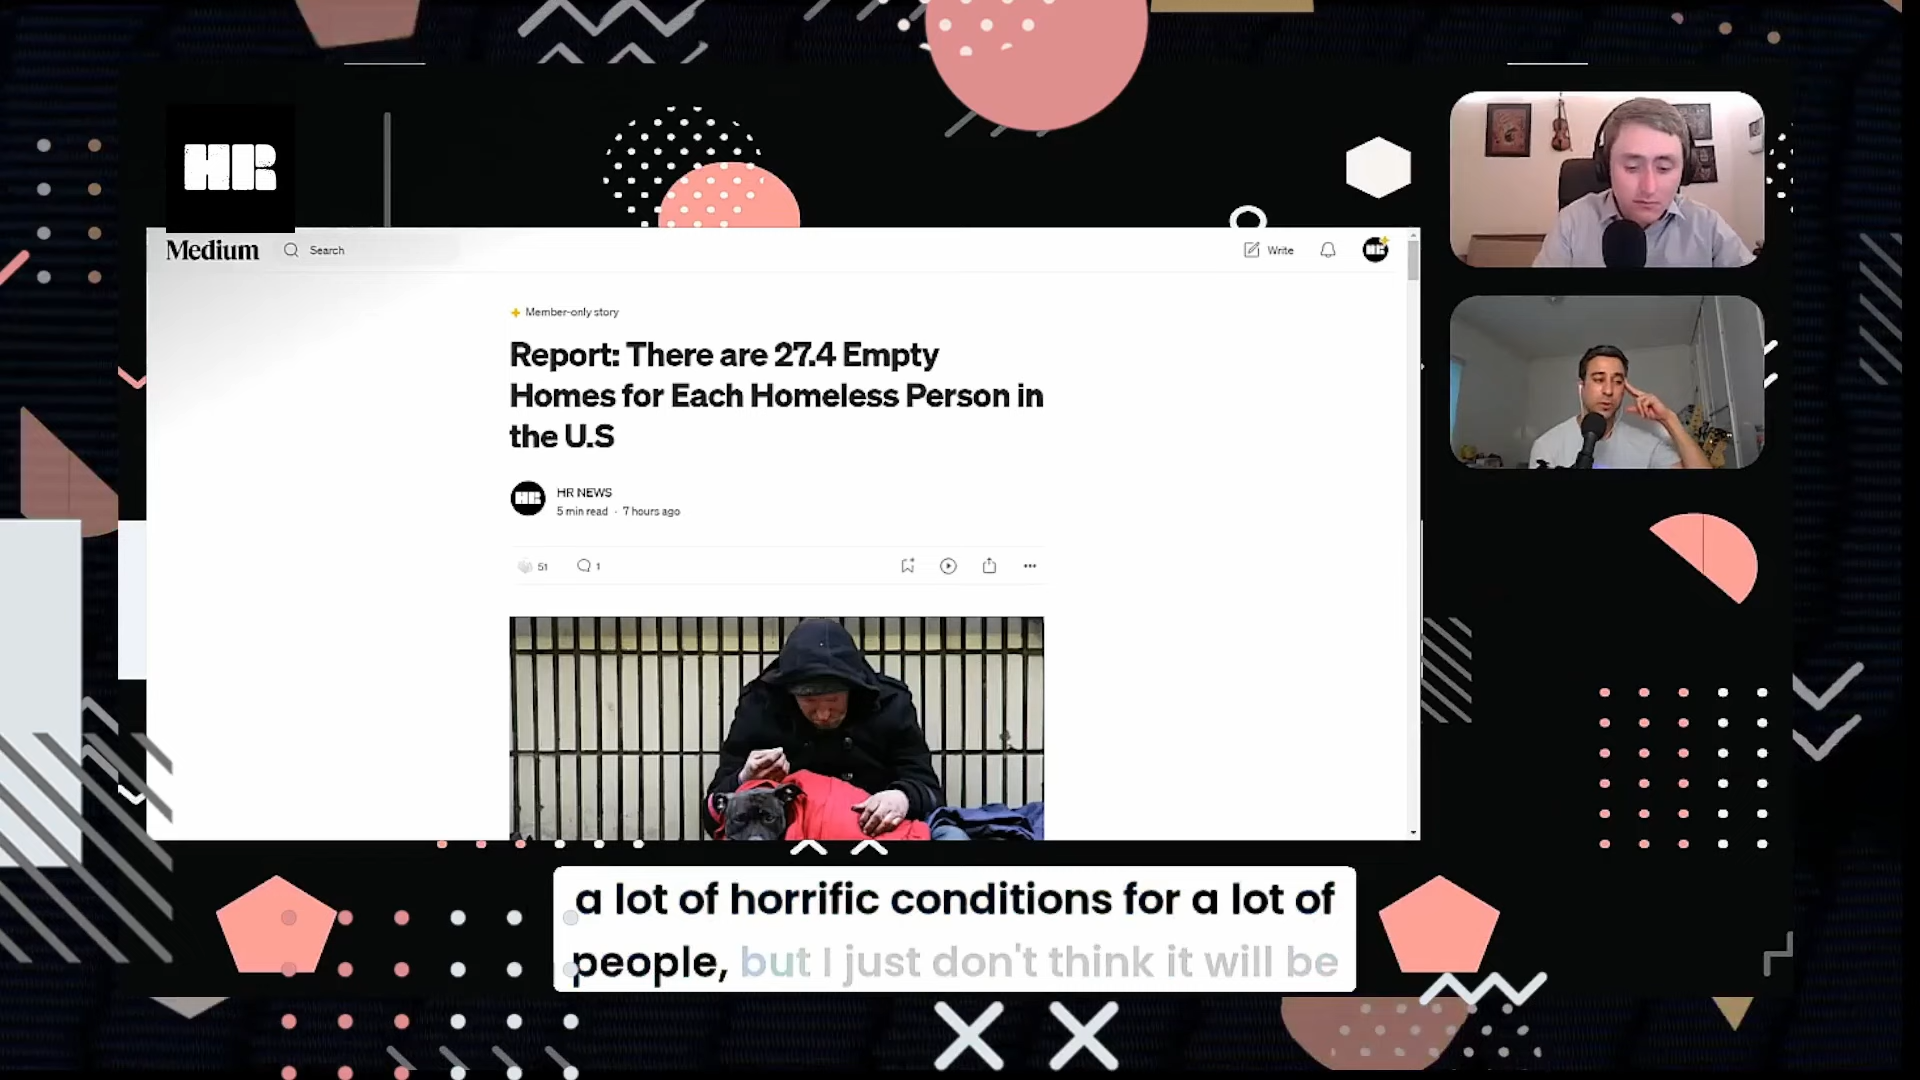 HR
Medium
Search
Write
HR
Member-only story
Report: There are 27.4 Empty
Homes for Each Homeless Person in
the U.S
HR
HR NEWS
5 min read · 7 hours ago
51
1
a lot of horrific conditions for a lot of
people, but I just don't think it will be